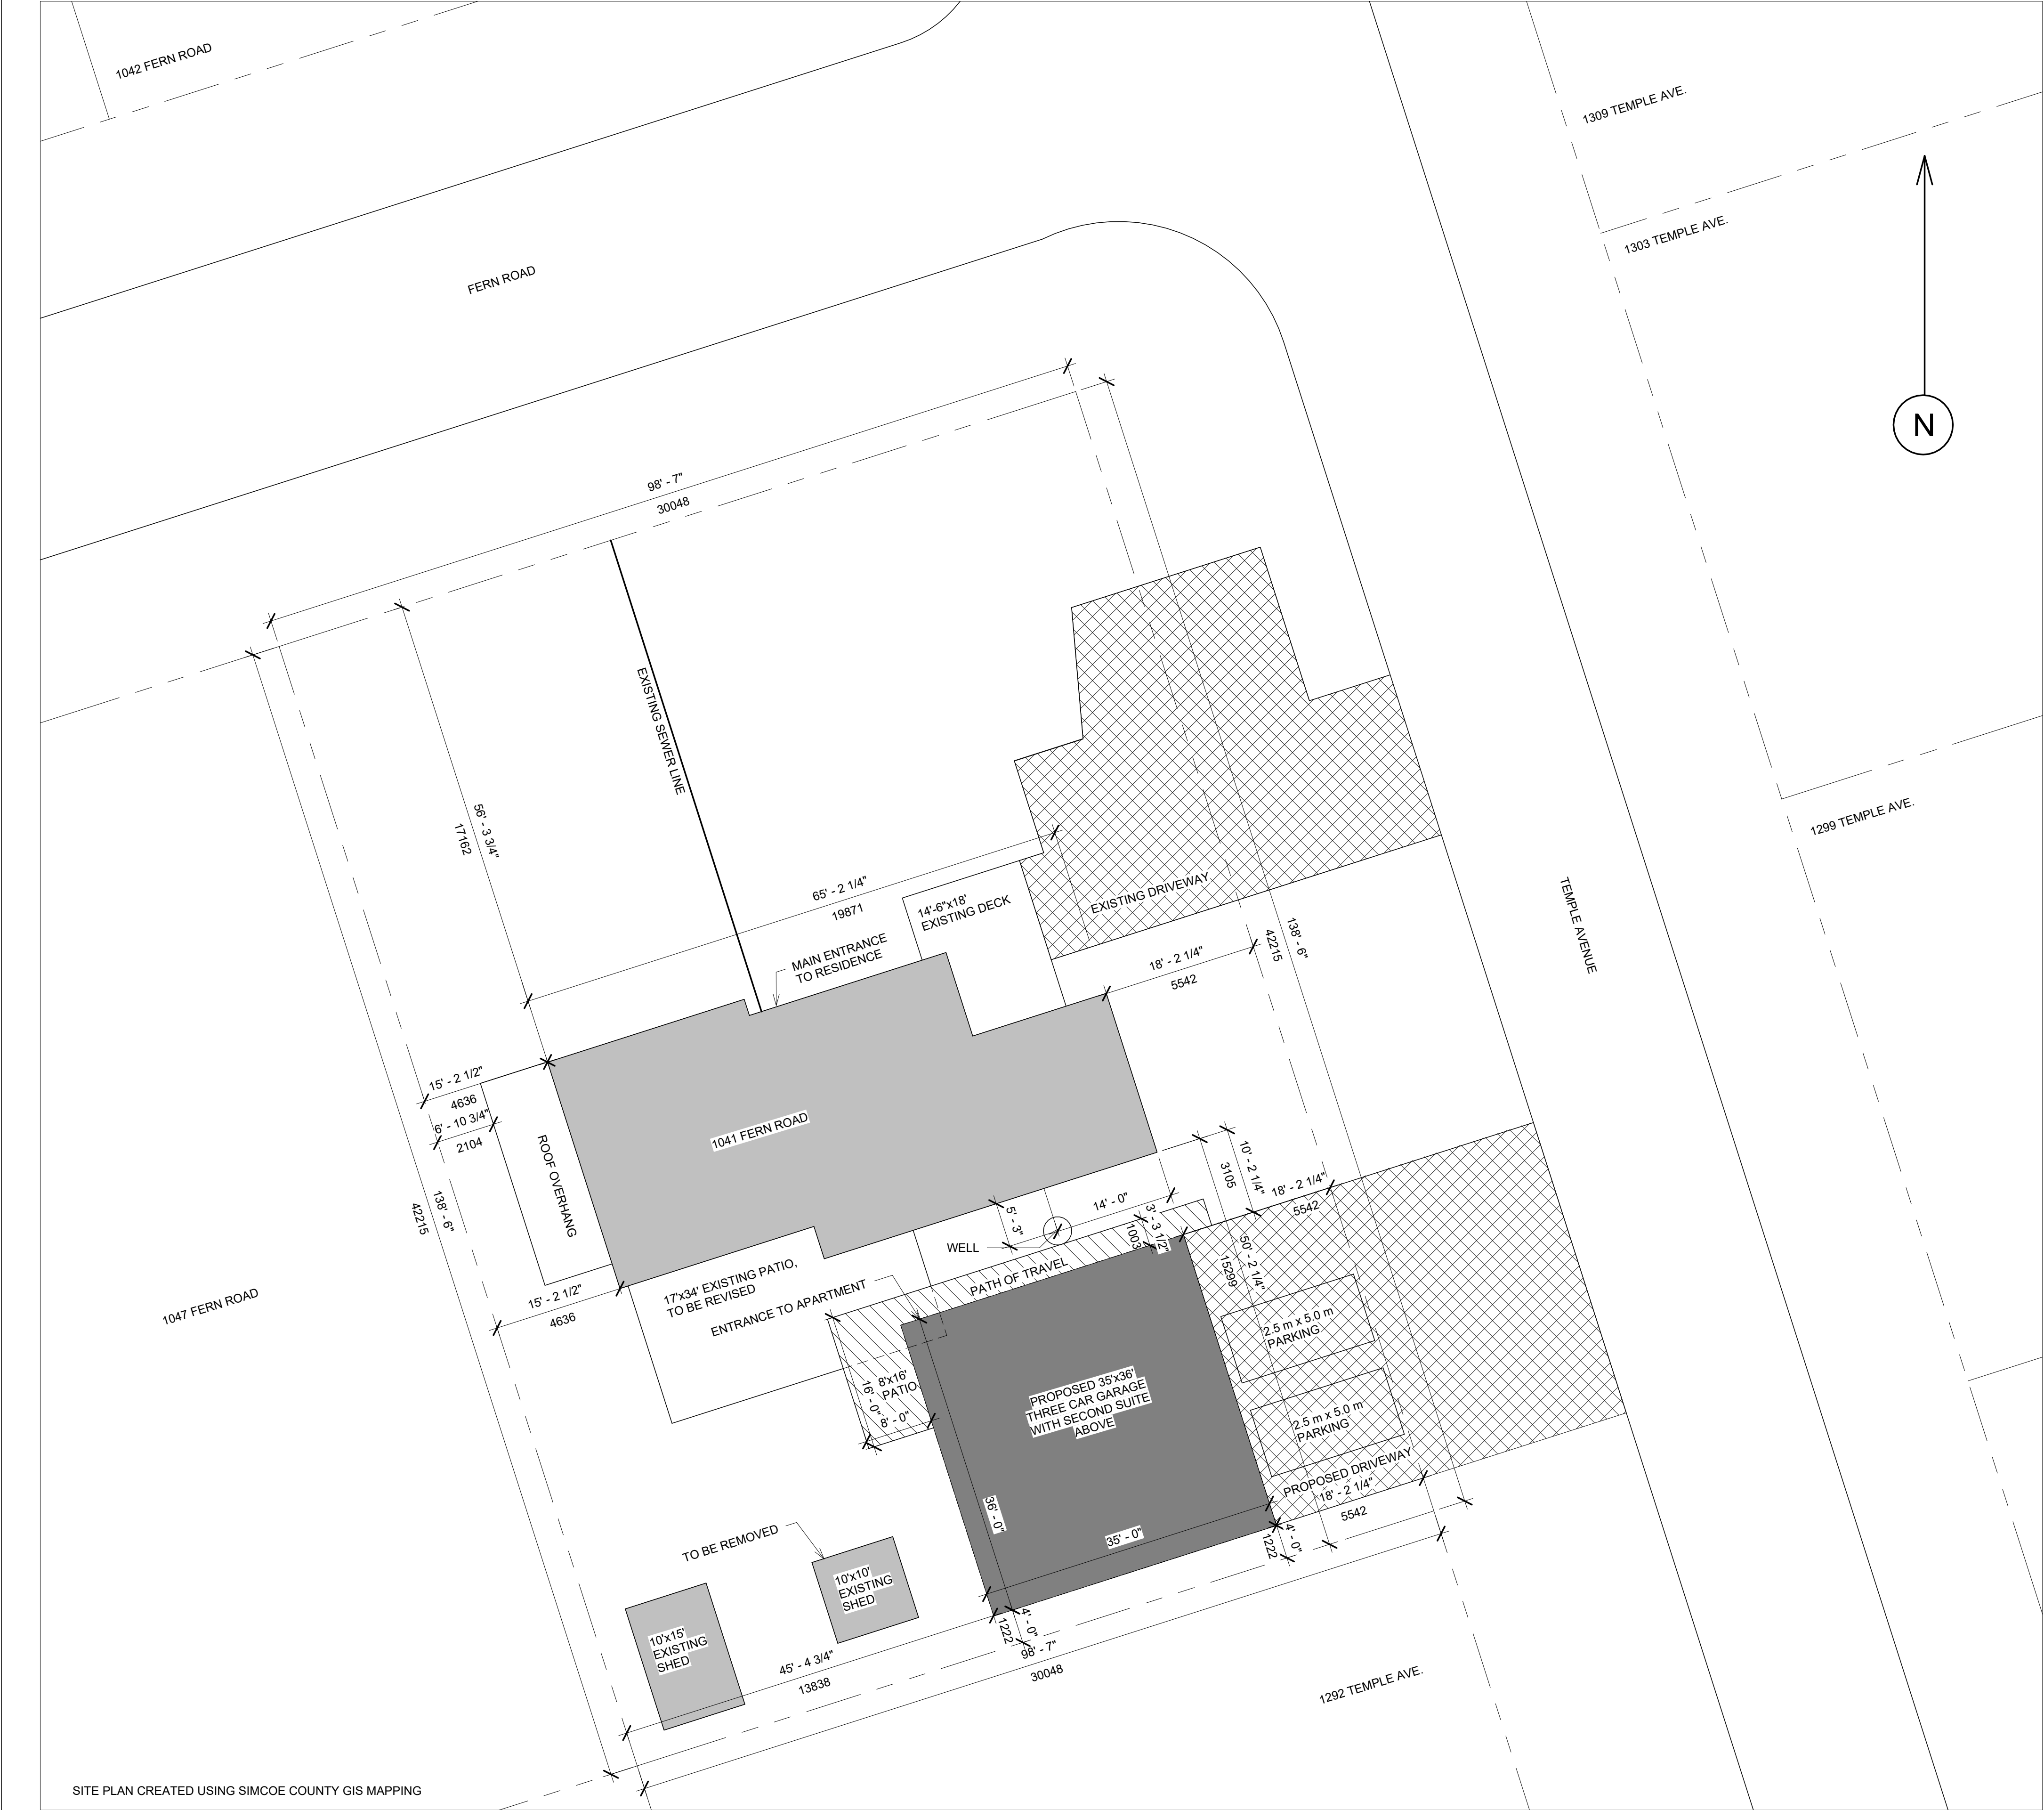 1042 FERN ROAD
1309 TEMPLE AVE.
1303 TEMPLE AVE.
FERN ROAD
N
98' - 7"
30048
EXISTING SEWER LINE
56' - 3 3/4"
17162
1299 TEMPLE AVE.
65' - 2 1/4"
19871
14'-6"x18'
EXISTING DECK
EXISTING DRIVEWAY
TEMPLE AVENUE
138' - 6"
42215
MAIN ENTRANCE
TO RESIDENCE
18' - 2 1/4"
5542
15' - 2 1/2"
4636
6' - 10 3/4"
2104
ROOF OVERHANG
1041 FERN ROAD
138' - 6"
42215
10' - 2 1/4"
3105
18' - 2 1/4"
5542
14' - 0"
5' - 3"
WELL
3' - 3 1/2"
1003
50' - 2 1/4"
15299
PATH OF TRAVEL
17'x34' EXISTING PATIO,
TO BE REVISED
ENTRANCE TO APARTMENT
15' - 2 1/2"
4636
1047 FERN ROAD
2.5 m x 5.0 m
PARKING
8'x16'
PATIO
16' - 0"
8' - 0"
PROPOSED 35'x36'
THREE CAR GARAGE
WITH SECOND SUITE
ABOVE
2.5 m x 5.0 m
PARKING
PROPOSED DRIVEWAY
18' - 2 1/4"
5542
36' - 0"
35' - 0"
4' - 0"
1222
TO BE REMOVED
10'x10'
EXISTING
SHED
10'x15'
EXISTING
SHED
4' - 0"
1222
45' - 4 3/4"
13838
98' - 7"
30048
1292 TEMPLE AVE.
SITE PLAN CREATED USING SIMCOE COUNTY GIS MAPPING